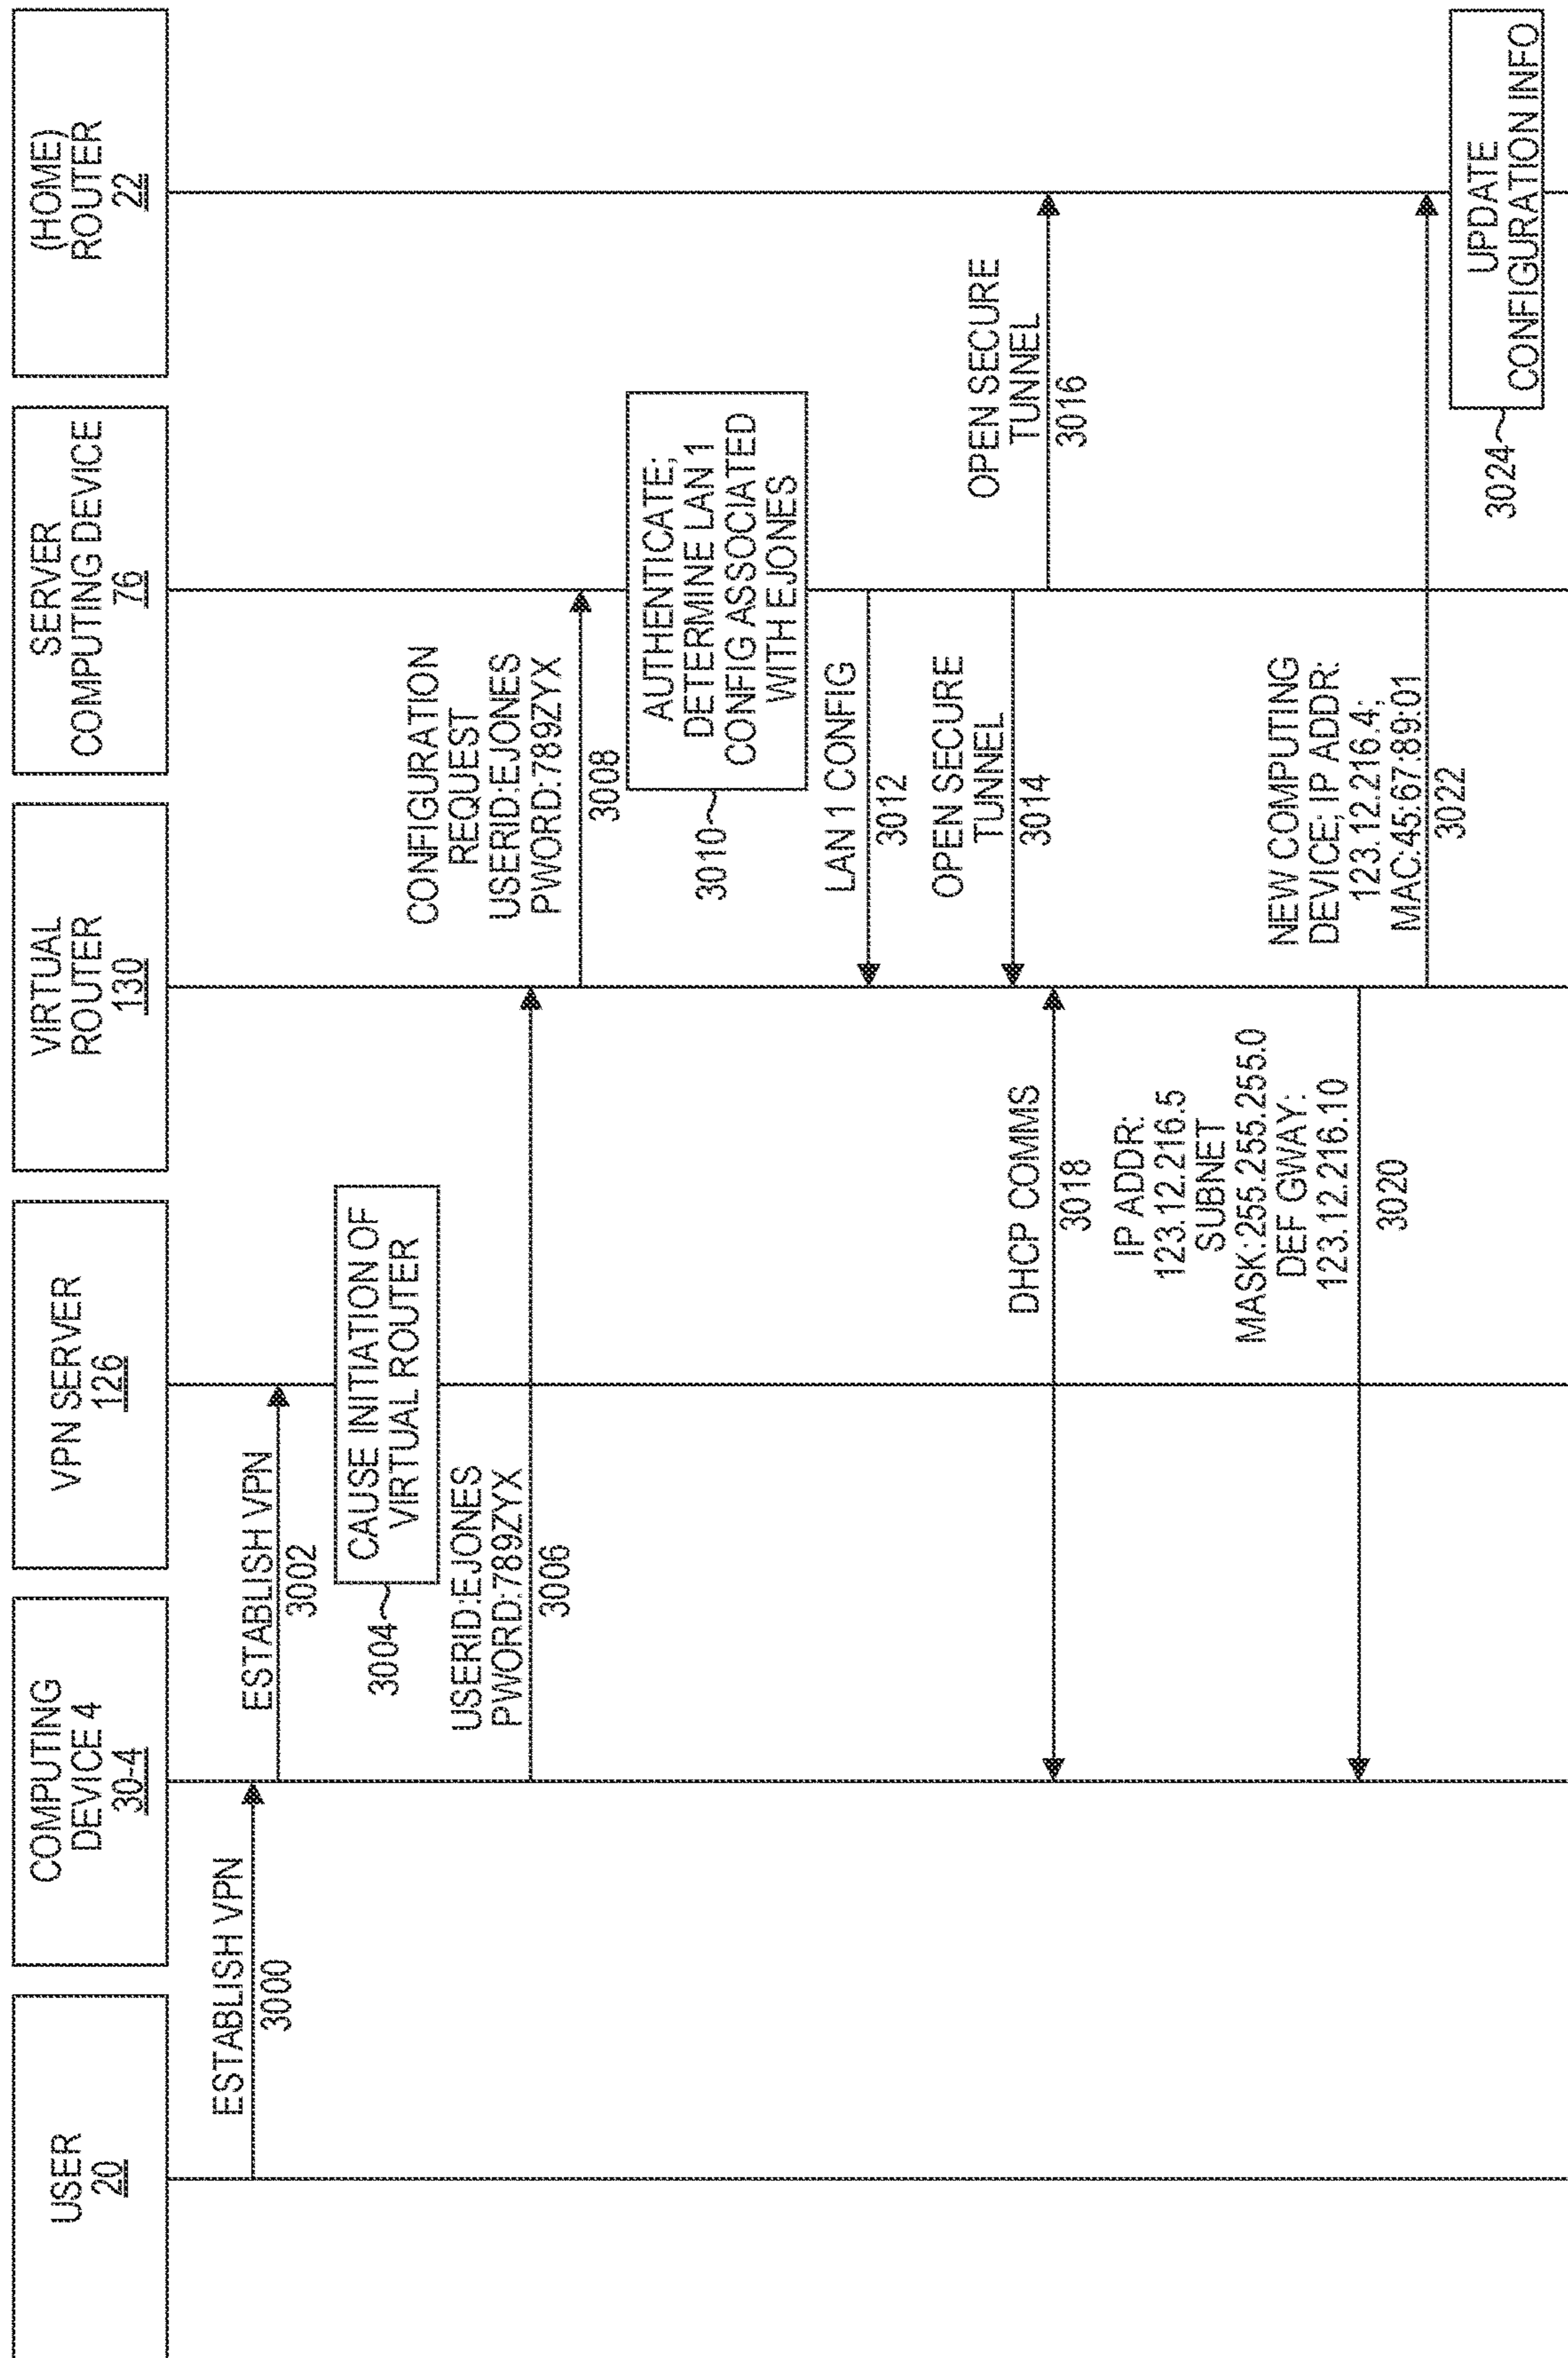 USER
20
COMPUTING
DEVICE 4
30-4
VPN SERVER
126
VIRTUAL
ROUTER
130
SERVER
COMPUTING DEVICE
76
(HOME)
ROUTER
22
ESTABLISH VPN
3000
ESTABLISH VPN
3002
CAUSE INITIATION OF
VIRTUAL ROUTER
3004
USERID:EJONES
PWORD:789ZYX
3006
CONFIGURATION
REQUEST
USERID:EJONES
PWORD:789ZYX
3008
AUTHENTICATE;
DETERMINE LAN 1
CONFIG ASSOCIATED
WITH EJONES
3010
LAN 1 CONFIG
3012
OPEN SECURE
TUNNEL
3014
OPEN SECURE
TUNNEL
3016
DHCP COMMS
3018
IP ADDR:
123.12.216.5
SUBNET
MASK:255.255.255.0
DEF GWAY:
123.12.216.10
3020
NEW COMPUTING
DEVICE; IP ADDR:
123.12.216.4;
MAC:45:67:89:01
3022
UPDATE
CONFIGURATION INFO
3024